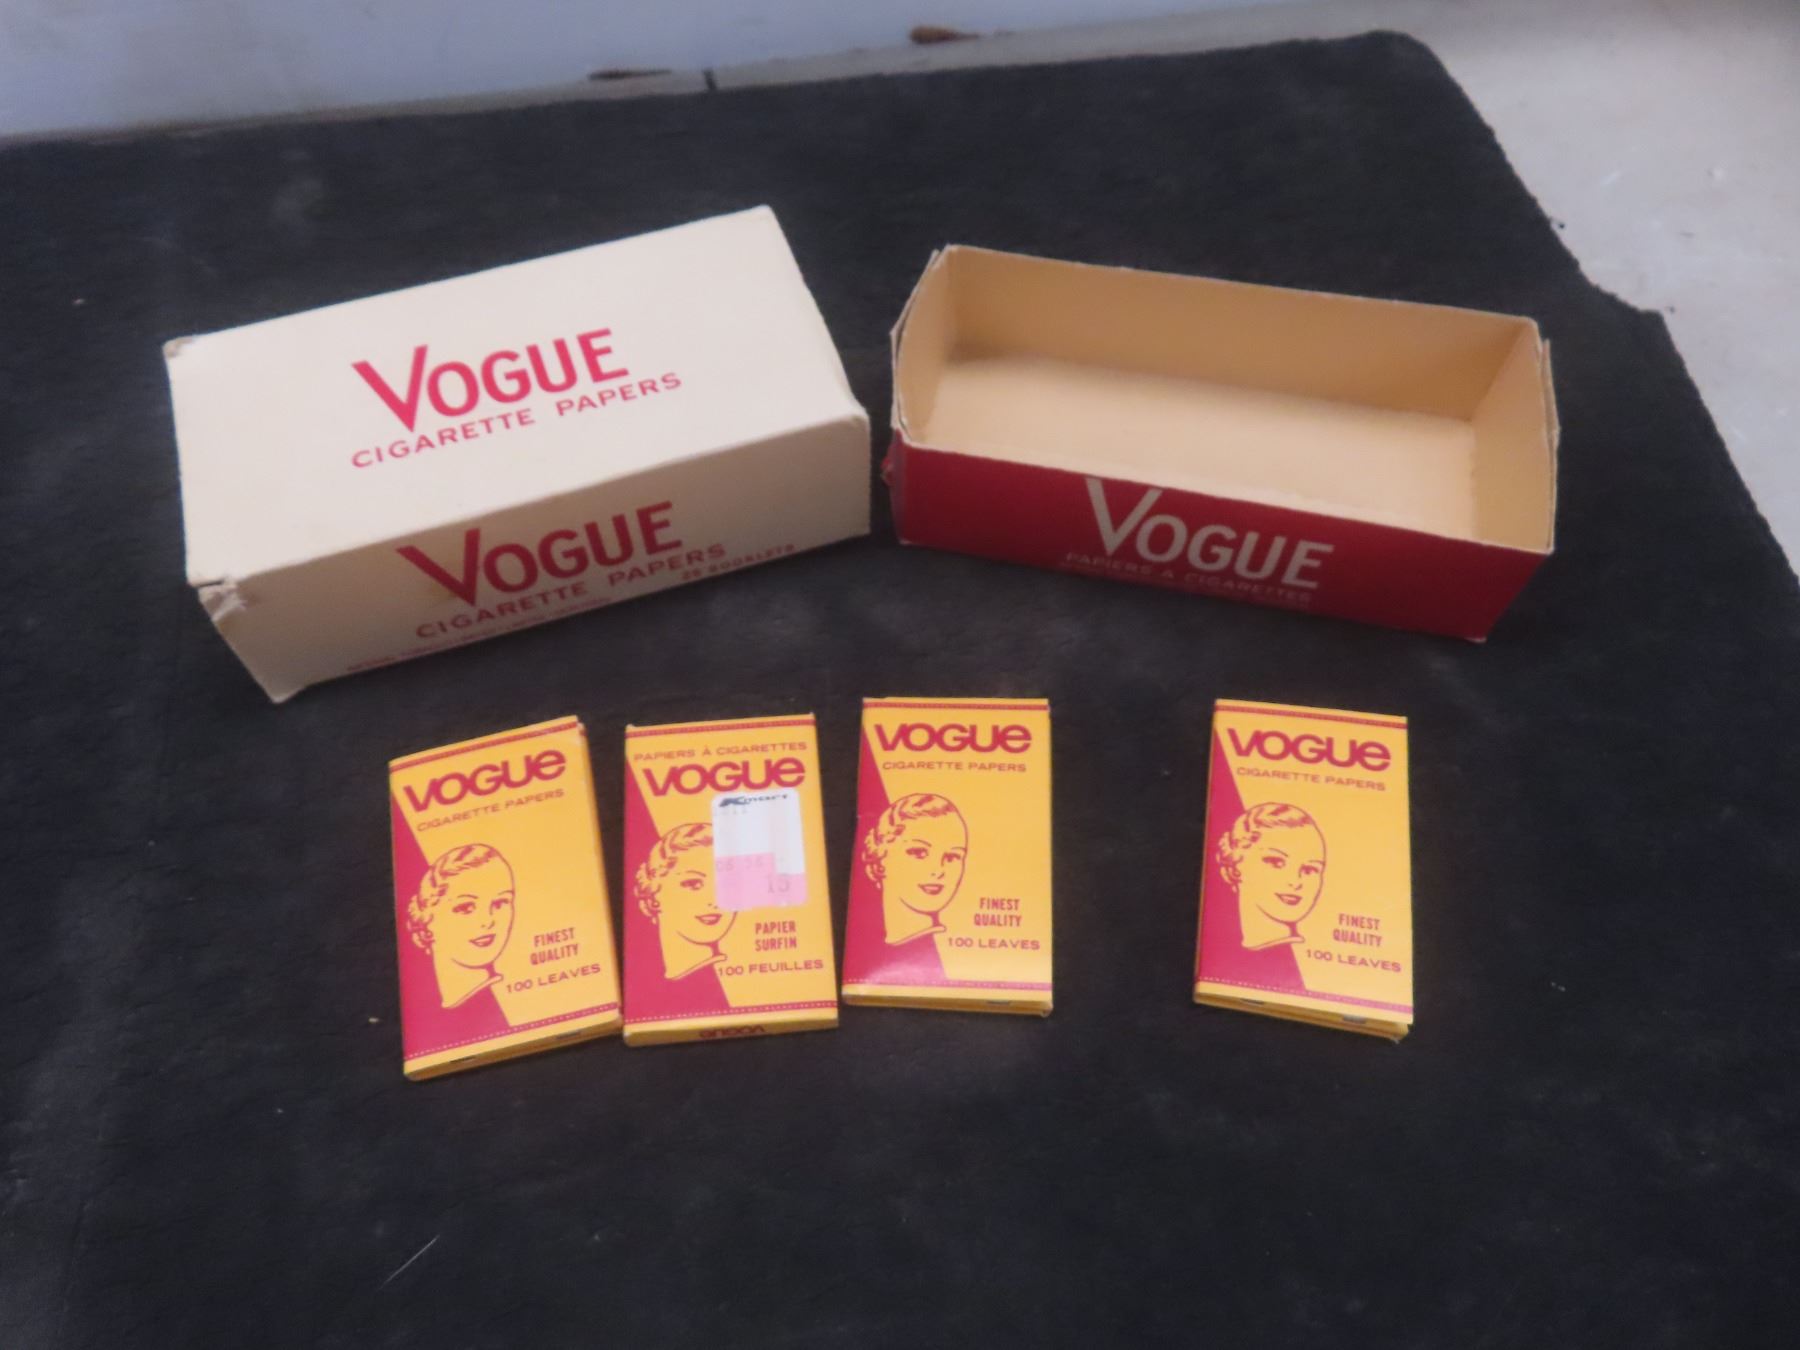 VOGUE
CIGARETTE PAPERS
VOGUE
CIGARETTE PAPERS
BOOKLETS
VOGUE
PAPIERS À CIGARETTES
VOGUE
CIGARETTE PAPERS
FINEST
QUALITY
100 LEAVES
PAPIERS À CIGARETTES
VOGUE
Kmart
15
PAPIER
SURFIN
100 FEUILLES
VOGUE
VOGUE
CIGARETTE PAPERS
FINEST
QUALITY
100 LEAVES
VOGUE
CIGARETTE PAPERS
FINEST
QUALITY
100 LEAVES